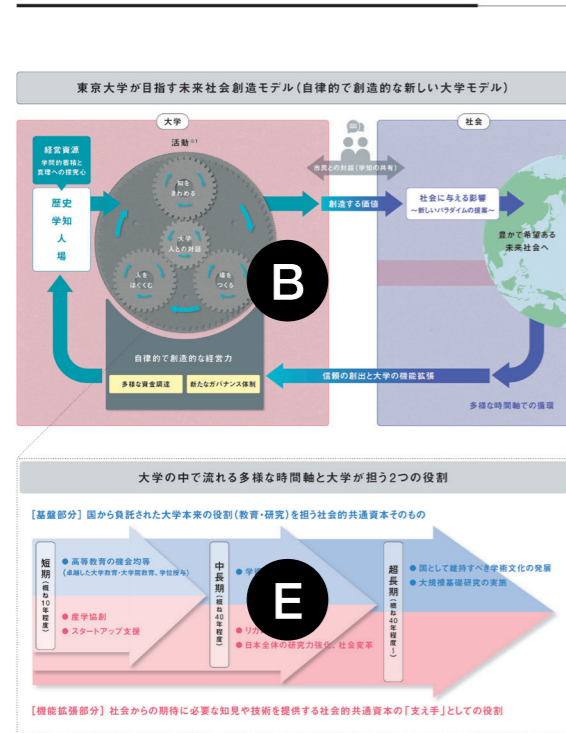 東京大学が目指す未来社会創造モデル(自律的で創造的な新しい大学モデル)
大学
社会
活動※1
経営資源
学問的蓄積と
真理への探究心
歴史
学知
人
場
知を
きわめる
大学
人との対話
人を
はぐくむ
場を
つくる
市民との対話(学知の共有)
創造する価値
社会に与える影響
～新しいパラダイムの提案～
豊かで希望ある
未来社会へ
B
自律的で創造的な経営力
多様な資金調達
新たなガバナンス体制
信頼の創出と大学の機能拡張
多様な時間軸での循環
大学の中で流れる多様な時間軸と大学が担う2つの役割
[基盤部分] 国から負託された大学本来の役割(教育・研究)を担う社会的共通資本そのもの
短期(概ね10年程度)
●高等教育の機会均等
(卓越した大学教育・大学院教育、学位授与)
●産学協創
●スタートアップ支援
中長期(概ね40年程度)
●学術
E
●リカ
●日本全体の研究力強化、社会変革
超長期(概ね40年程度～)
●国として維持すべき学術文化の発展
●大規模基礎研究の実施
[機能拡張部分] 社会からの期待に必要な知見や技術を提供する社会的共通資本の「支え手」としての役割